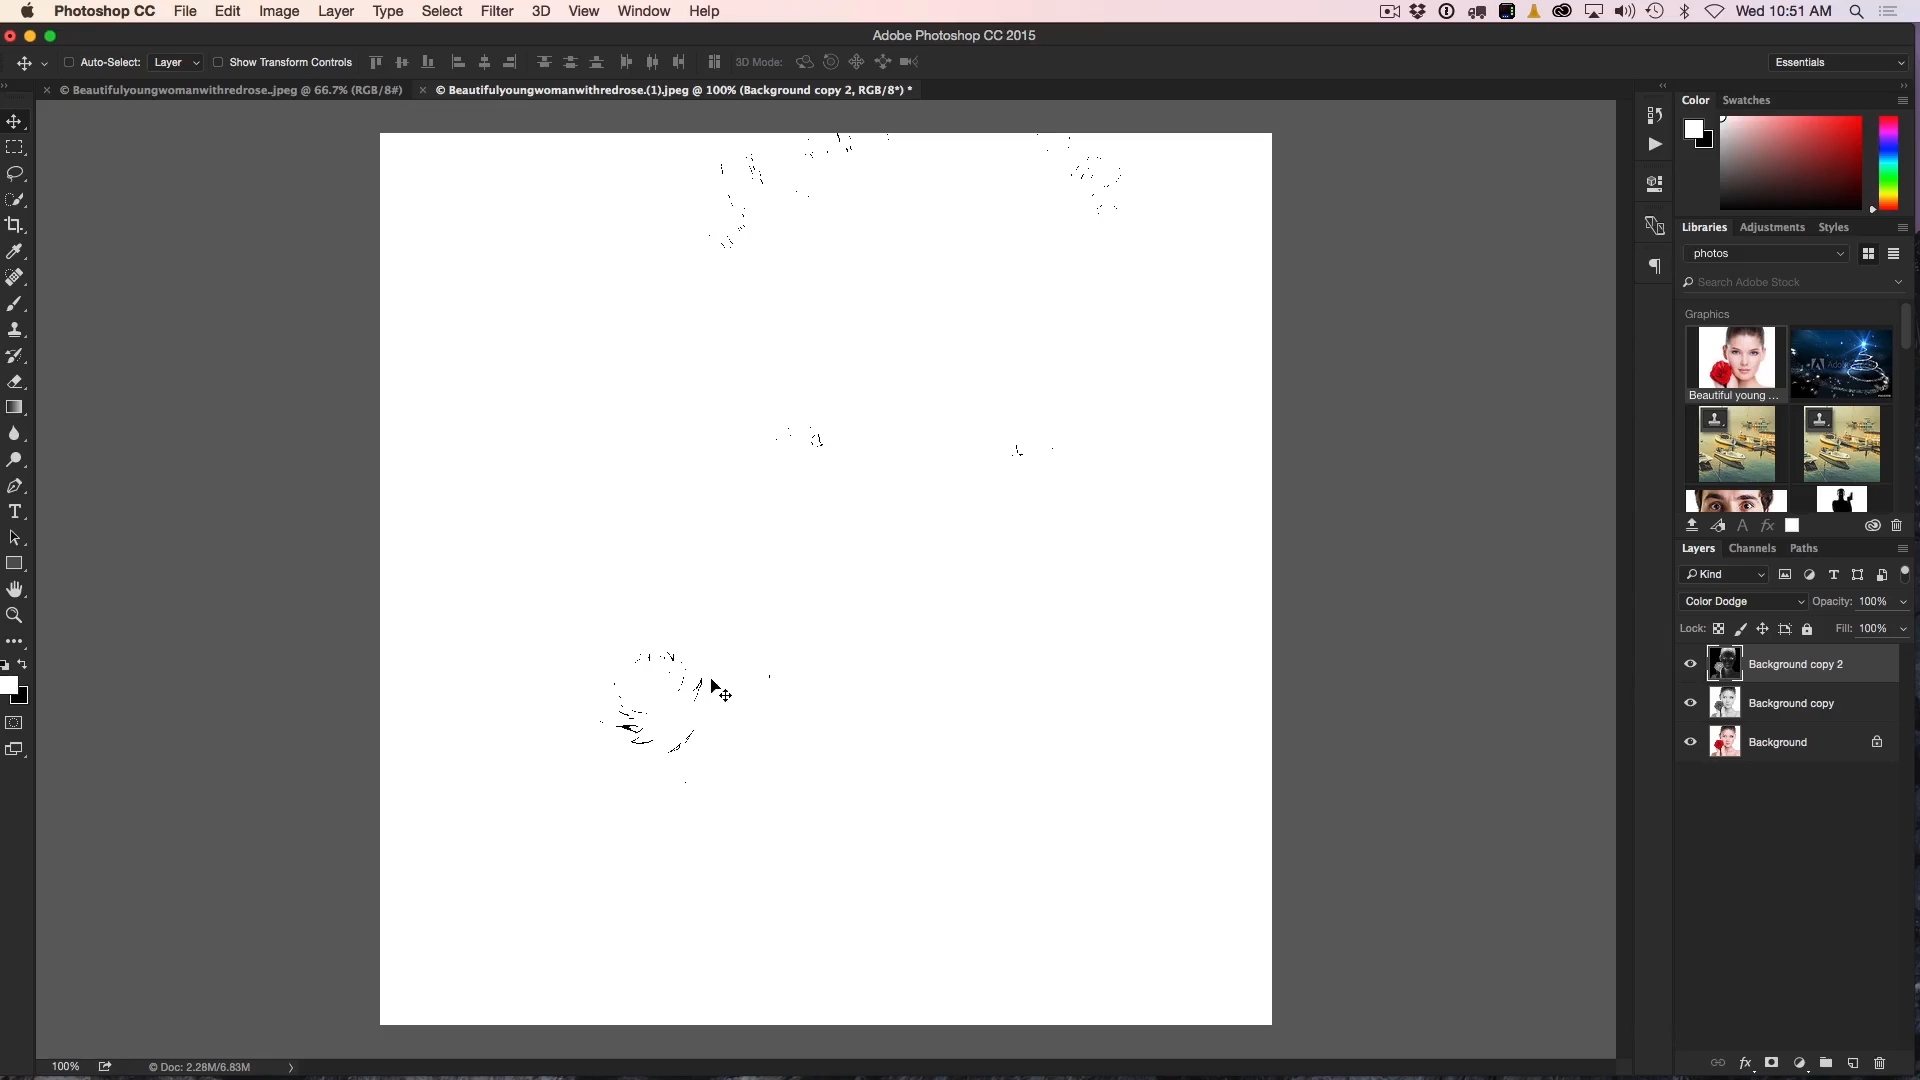 Photoshop CC File Edit Image Layer Type Select Filter 3D View Window Help
Wed 10:51 AM
Adobe Photoshop CC 2015
Auto-Select: Layer Show Transform Controls
3D Mode:
Essentials
© Beautifulyoungwomanwithredrose..jpeg @ 66.7% (RGB/8#)
© Beautifulyoungwomanwithredrose.(1).jpeg @ 100% (Background copy 2, RGB/8*) *
Color Swatches
Libraries Adjustments Styles
photos
Search Adobe Stock
Graphics
Beautiful young ...
Layers Channels Paths
Kind
Color Dodge Opacity: 100%
Lock: Fill: 100%
Background copy 2
Background copy
Background
100% © Doc: 2.28M/6.83M